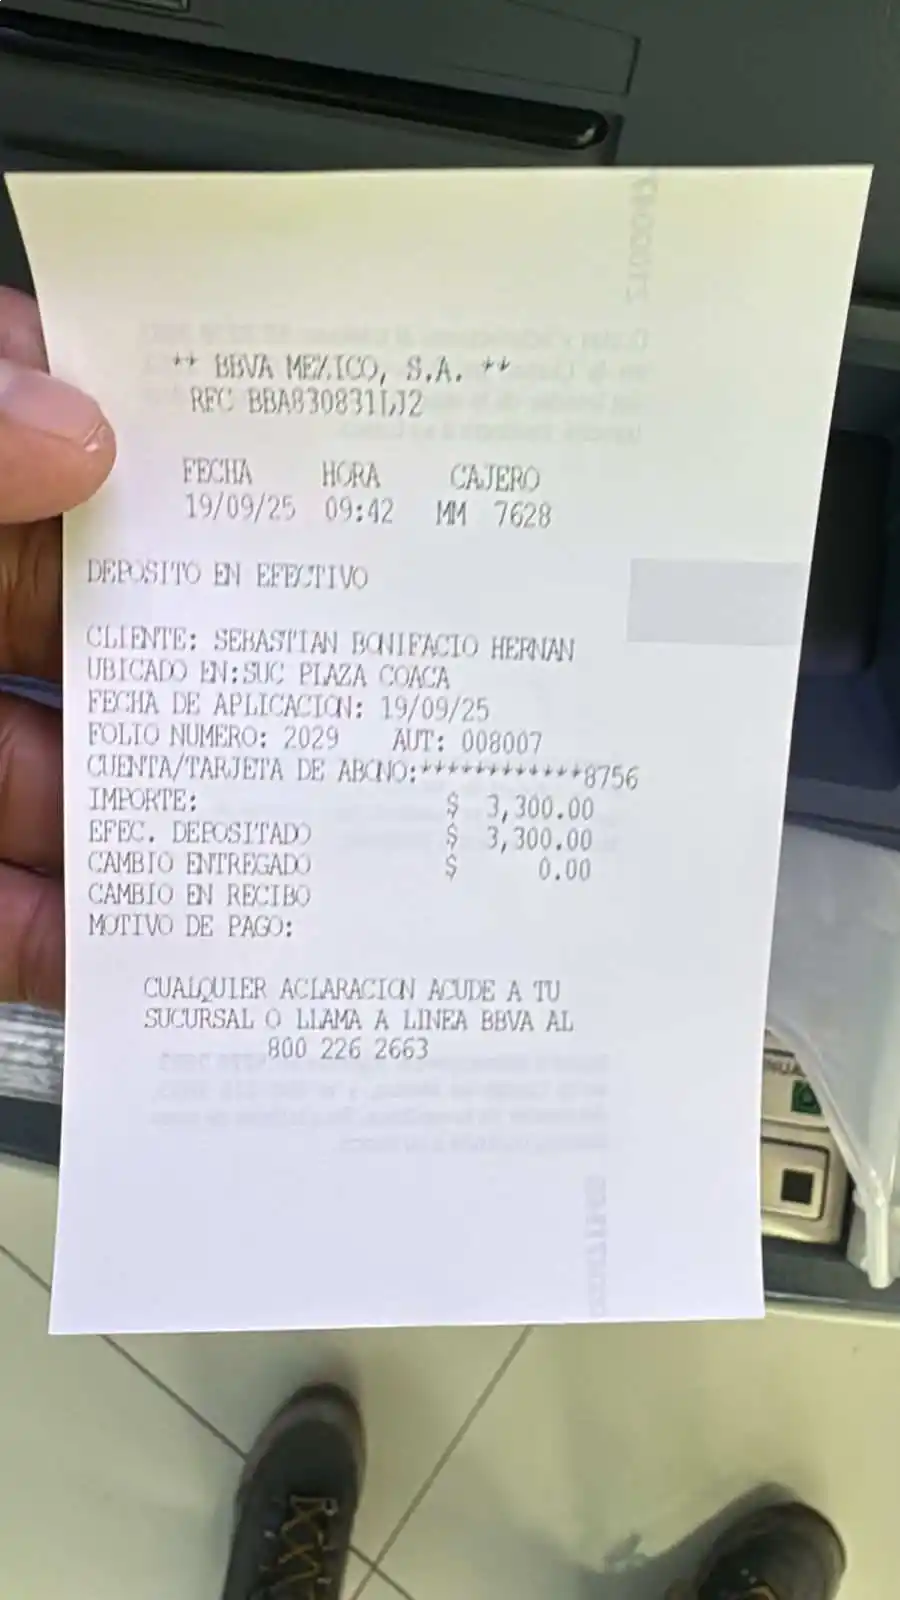 ** BBVA MEXICO, S.A. **
RFC BBA830831LJ2
FECHA HORA CAJERO
19/09/25 09:42 MM 7628
DEPOSITO EN EFECTIVO
CLIENTE: SEBASTIAN BONIFACIO HERNAN
UBICADO EN:SUC PLAZA COACA
FECHA DE APLICACION: 19/09/25
FOLIO NUMERO: 2029 AUT: 008007
CUENTA/TARJETA DE ABONO:************8756
IMPORTE: $ 3,300.00
EFEC. DEPOSITADO $ 3,300.00
CAMBIO ENTREGADO $ 0.00
CAMBIO EN RECIBO
MOTIVO DE PAGO:
CUALQUIER ACLARACION ACUDE A TU
SUCURSAL O LLAMA A LINEA BBVA AL
800 226 2663